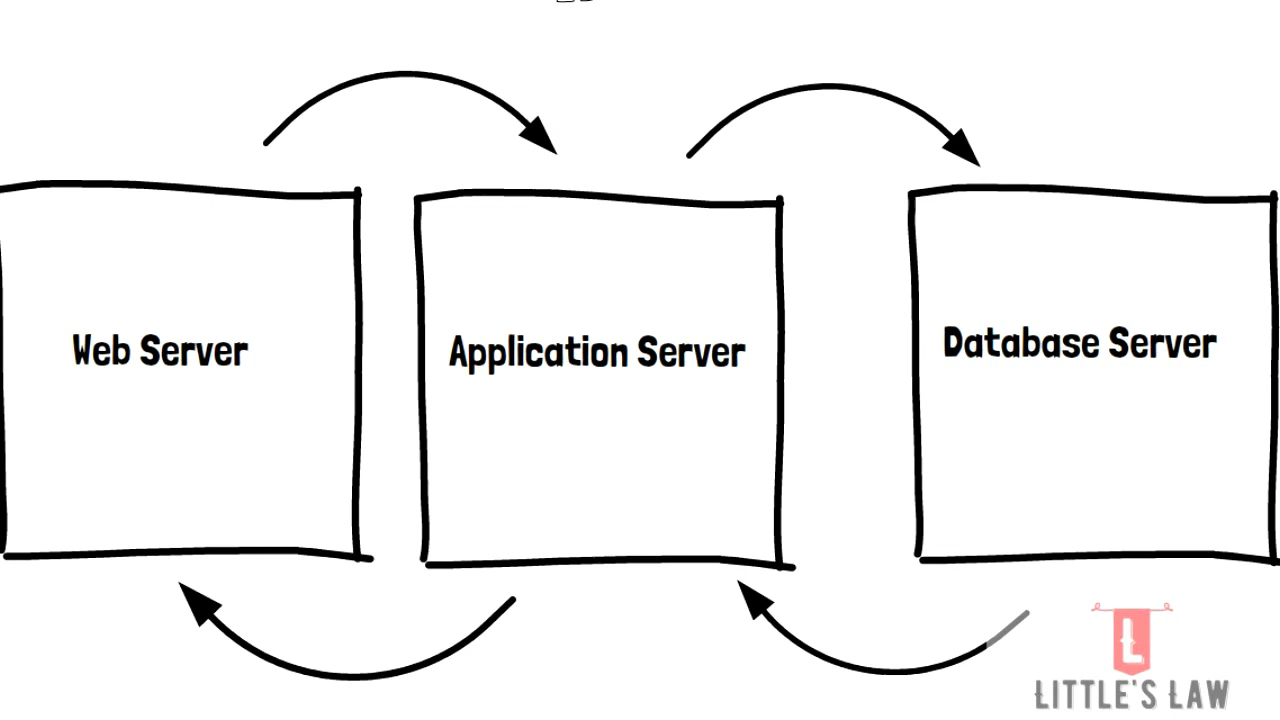 Web Server
Application Server
Database Server
L
LITTLE'S LAW